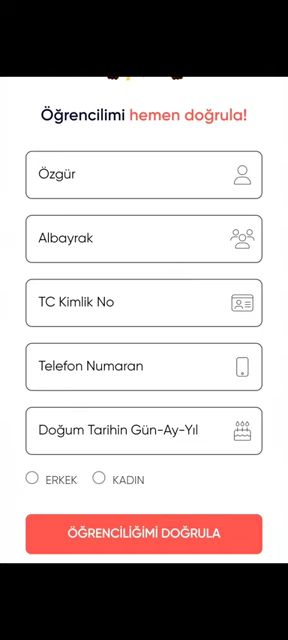 Öğrencilimi hemen doğrula!
Özgür
Albayrak
TC Kimlik No
Telefon Numaran
Doğum Tarihin Gün-Ay-Yıl
ERKEK KADIN
ÖĞRENCİLİĞİMİ DOĞRULA